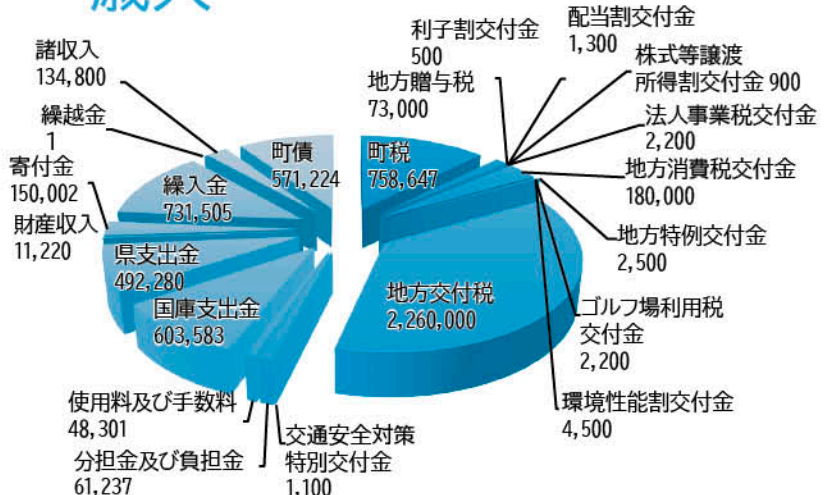 歳入
利子割交付金
500
配当割交付金
1,300
株式等譲渡
所得割交付金 900
地方贈与税
73,000
法人事業税交付金
2,200
地方消費税交付金
180,000
地方特例交付金
2,500
ゴルフ場利用税
交付金
2,200
環境性能割交付金
4,500
町税
758,647
地方交付税
2,260,000
交通安全対策
特別交付金
1,100
分担金及び負担金
61,237
使用料及び手数料
48,301
国庫支出金
603,583
県支出金
492,280
財産収入
11,220
寄付金
150,002
繰入金
731,505
繰越金
1
諸収入
134,800
町債
571,224